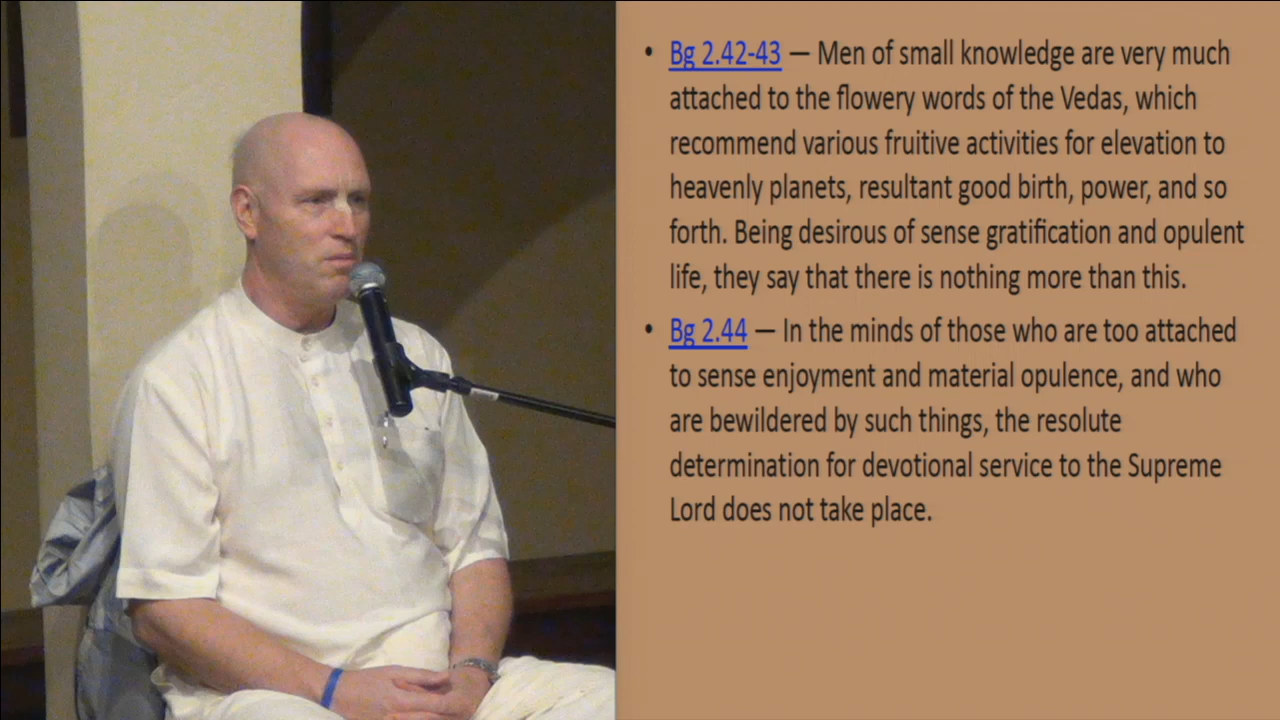 • Bg 2.42-43 — Men of small knowledge are very much
attached to the flowery words of the Vedas, which
recommend various fruitive activities for elevation to
heavenly planets, resultant good birth, power, and so
forth. Being desirous of sense gratification and opulent
life, they say that there is nothing more than this.
• Bg 2.44 — In the minds of those who are too attached
to sense enjoyment and material opulence, and who
are bewildered by such things, the resolute
determination for devotional service to the Supreme
Lord does not take place.